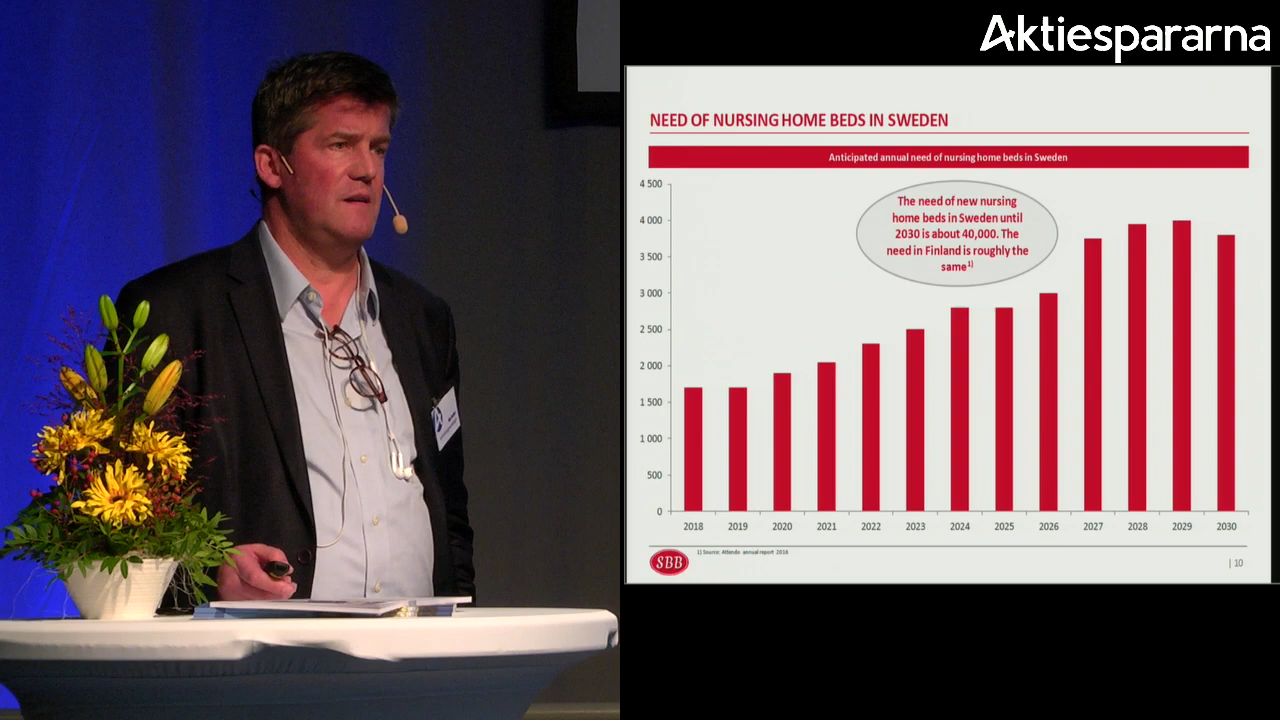 Aktiespararna
NEED OF NURSING HOME BEDS IN SWEDEN
Anticipated annual need of nursing home beds in Sweden
4 500
4 000
3 500
3 000
2 500
2 000
1 500
1 000
500
0
The need of new nursing
home beds in Sweden until
2030 is about 40,000. The
need in Finland is roughly the
same1)
2018 2019 2020 2021 2022 2023 2024 2025 2026 2027 2028 2029 2030
1) Source: Attendo annual report 2016
SBB
| 10